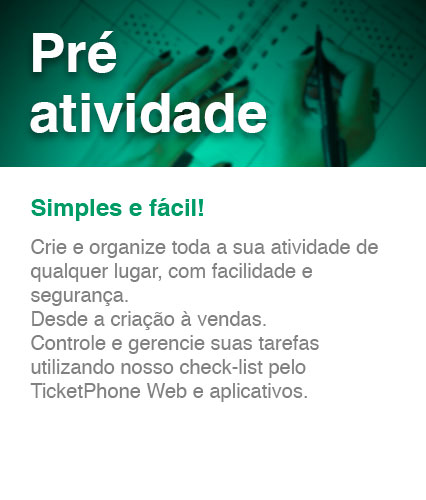 Pré
atividade
Simples e fácil!
Crie e organize toda a sua atividade de
qualquer lugar, com facilidade e
segurança.
Desde a criação à vendas.
Controle e gerencie suas tarefas
utilizando nosso check-list pelo
TicketPhone Web e aplicativos.